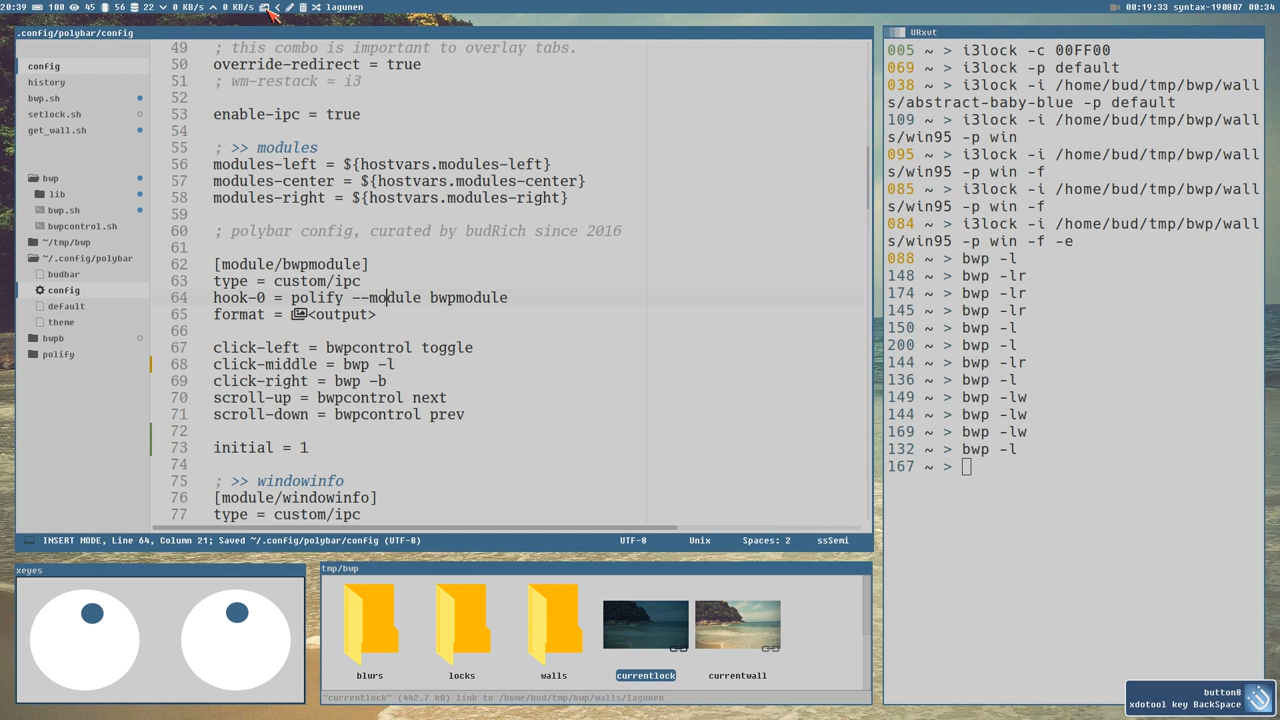 20:39 100 45 56 22 0 KB/s 0 KB/s lagunen
00:19:33 syntax-190807 00:34
.config/polybar/config
config
history
bwp.sh
setlock.sh
get_wall.sh
bwp
lib
bwp.sh
bwpcontrol.sh
~/tmp/bwp
~/.config/polybar
budbar
config
default
theme
bwpb
polify
49 ; this combo is important to overlay tabs.
50 override-redirect = true
51 ; wm-restack = i3
52
53 enable-ipc = true
54
55 ; >> modules
56 modules-left = ${hostvars.modules-left}
57 modules-center = ${hostvars.modules-center}
58 modules-right = ${hostvars.modules-right}
59
60 ; polybar config, curated by budRich since 2016
61
62 [module/bwpmodule]
63 type = custom/ipc
64 hook-0 = polify --module bwpmodule
65 format = <output>
66
67 click-left = bwpcontrol toggle
68 click-middle = bwp -l
69 click-right = bwp -b
70 scroll-up = bwpcontrol next
71 scroll-down = bwpcontrol prev
72
73 initial = 1
74
75 ; >> windowinfo
76 [module/windowinfo]
77 type = custom/ipc
INSERT MODE, Line 64, Column 21; Saved ~/.config/polybar/config (UTF-8)
UTF-8 Unix Spaces: 2 ssSemi
URxvt
005 ~ > i3lock -c 00FF00
069 ~ > i3lock -p default
038 ~ > i3lock -i /home/bud/tmp/bwp/wall
s/abstract-baby-blue -p default
109 ~ > i3lock -i /home/bud/tmp/bwp/wall
s/win95 -p win
095 ~ > i3lock -i /home/bud/tmp/bwp/wall
s/win95 -p win -f
085 ~ > i3lock -i /home/bud/tmp/bwp/wall
s/win95 -p win -f
084 ~ > i3lock -i /home/bud/tmp/bwp/wall
s/win95 -p win -f -e
088 ~ > bwp -l
148 ~ > bwp -lr
174 ~ > bwp -lr
145 ~ > bwp -lr
150 ~ > bwp -l
200 ~ > bwp -l
144 ~ > bwp -lr
136 ~ > bwp -l
149 ~ > bwp -lw
144 ~ > bwp -lw
169 ~ > bwp -lw
132 ~ > bwp -l
167 ~ >
xeyes
tmp/bwp
blurs
locks
walls
currentlock
currentwall
"currentlock" (442.7 kB) link to /home/bud/tmp/bwp/walls/lagunen
button8
xdotool key BackSpace